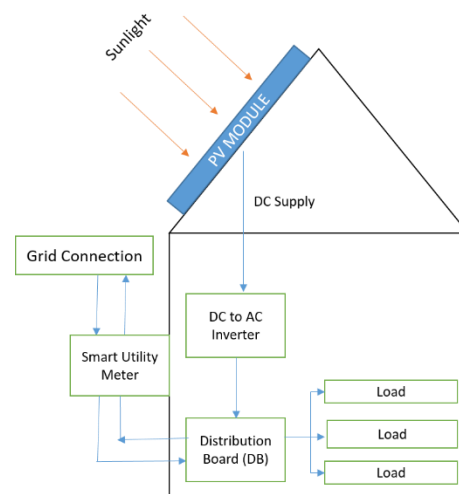 Sunlight
PV MODULE
DC Supply
Grid Connection
DC to AC
Inverter
Smart Utility
Meter
Load
Load
Load
Distribution
Board (DB)